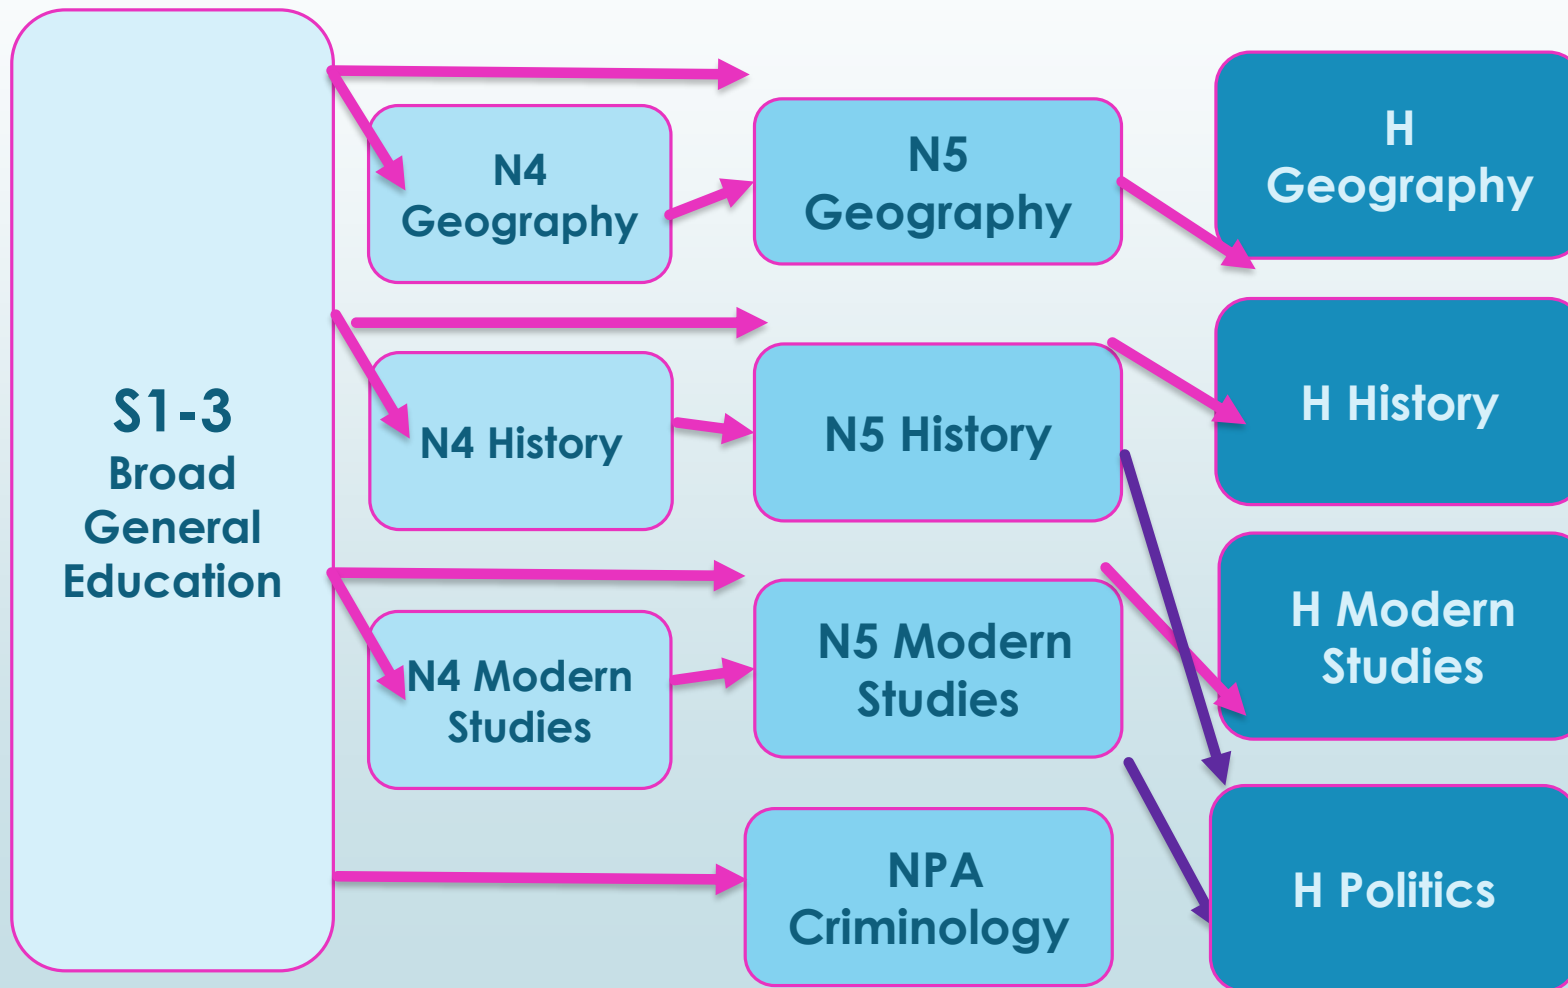 S1-3
Broad
General
Education
N4
Geography
N5
Geography
H
Geography
N4 History
N5 History
H History
N4 Modern
Studies
N5 Modern
Studies
H Modern
Studies
NPA
Criminology
H Politics